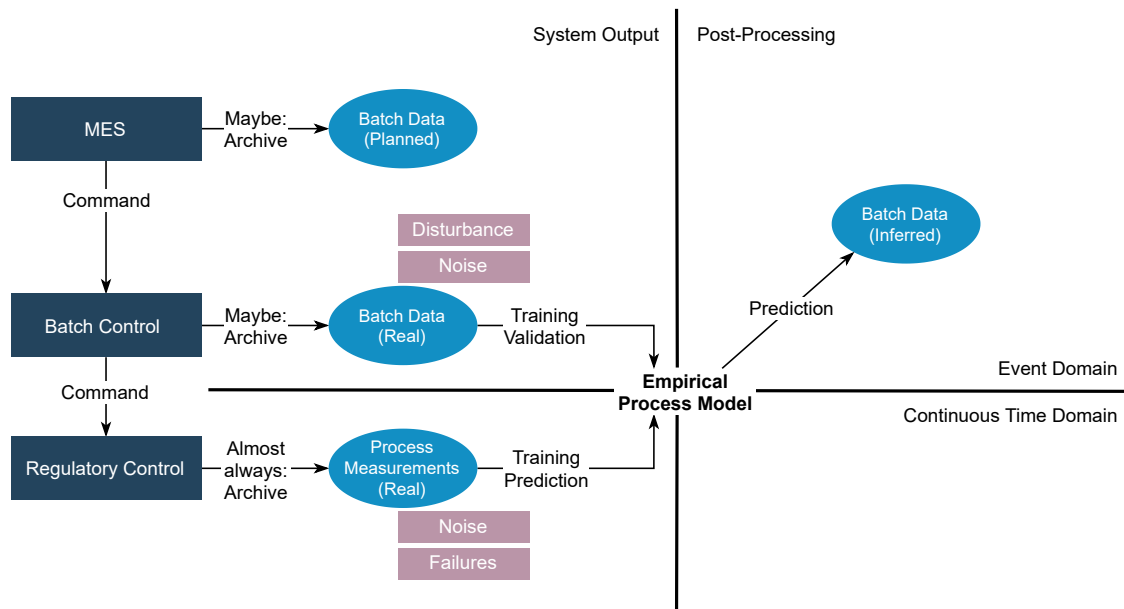 System Output
Post-Processing
MES
Maybe:
Archive
Batch Data
(Planned)
Command
Disturbance
Noise
Batch Data
(Inferred)
Batch Control
Maybe:
Archive
Batch Data
(Real)
Training
Validation
Prediction
Empirical
Process Model
Event Domain
Continuous Time Domain
Command
Regulatory Control
Almost
always:
Archive
Process
Measurements
(Real)
Training
Prediction
Noise
Failures